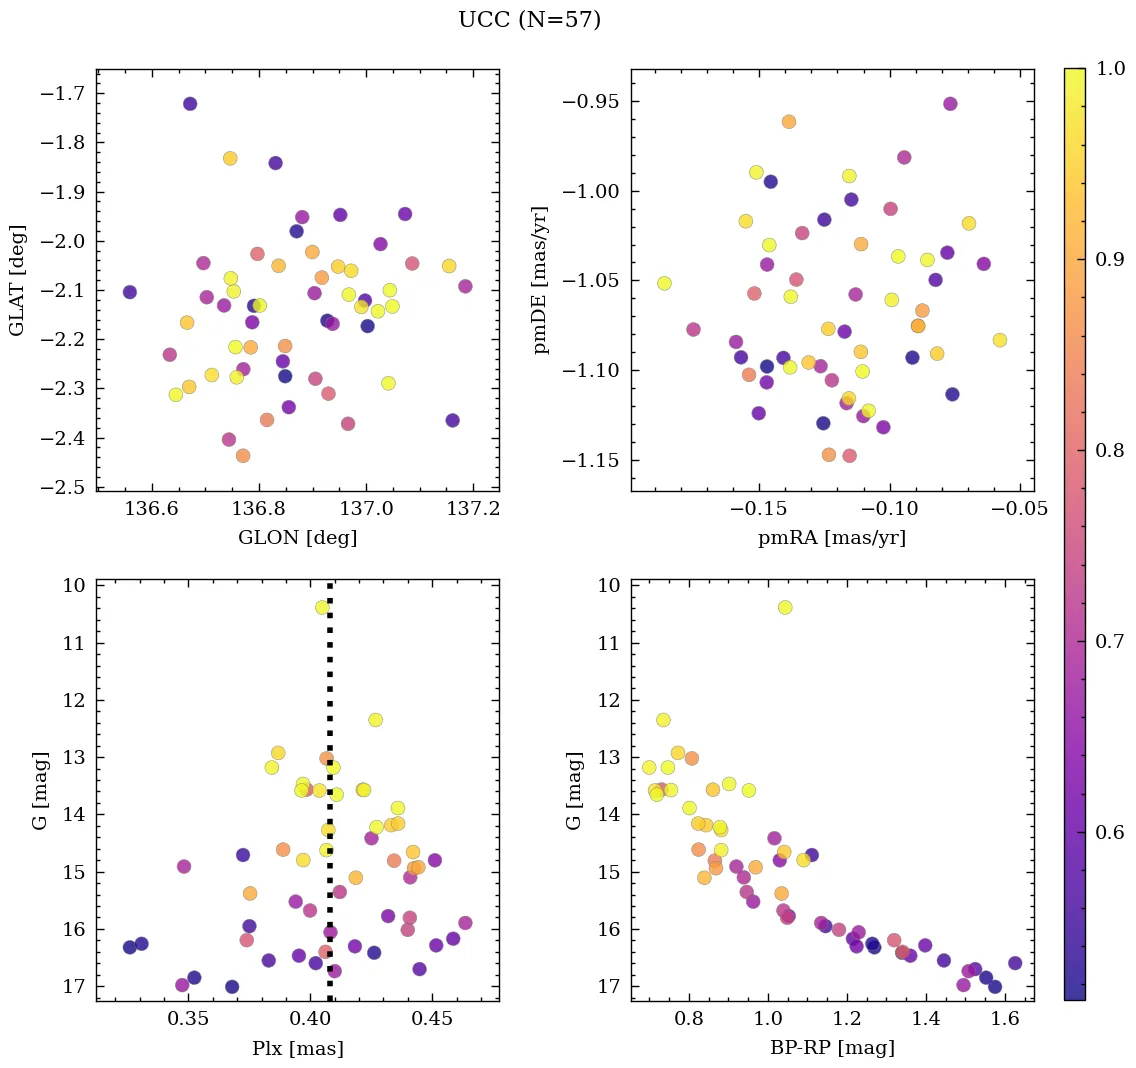 UCC (N=57)
−1.7
−1.8
−1.9
−2.0
−2.1
−2.2
−2.3
−2.4
−2.5
GLAT [deg]
136.6 136.8 137.0 137.2
GLON [deg]
−0.95
−1.00
−1.05
−1.10
−1.15
pmDE [mas/yr]
−0.15 −0.10 −0.05
pmRA [mas/yr]
10
11
12
13
14
15
16
17
G [mag]
0.35 0.40 0.45
Plx [mas]
10
11
12
13
14
15
16
17
G [mag]
0.8 1.0 1.2 1.4 1.6
BP-RP [mag]
1.0
0.9
0.8
0.7
0.6